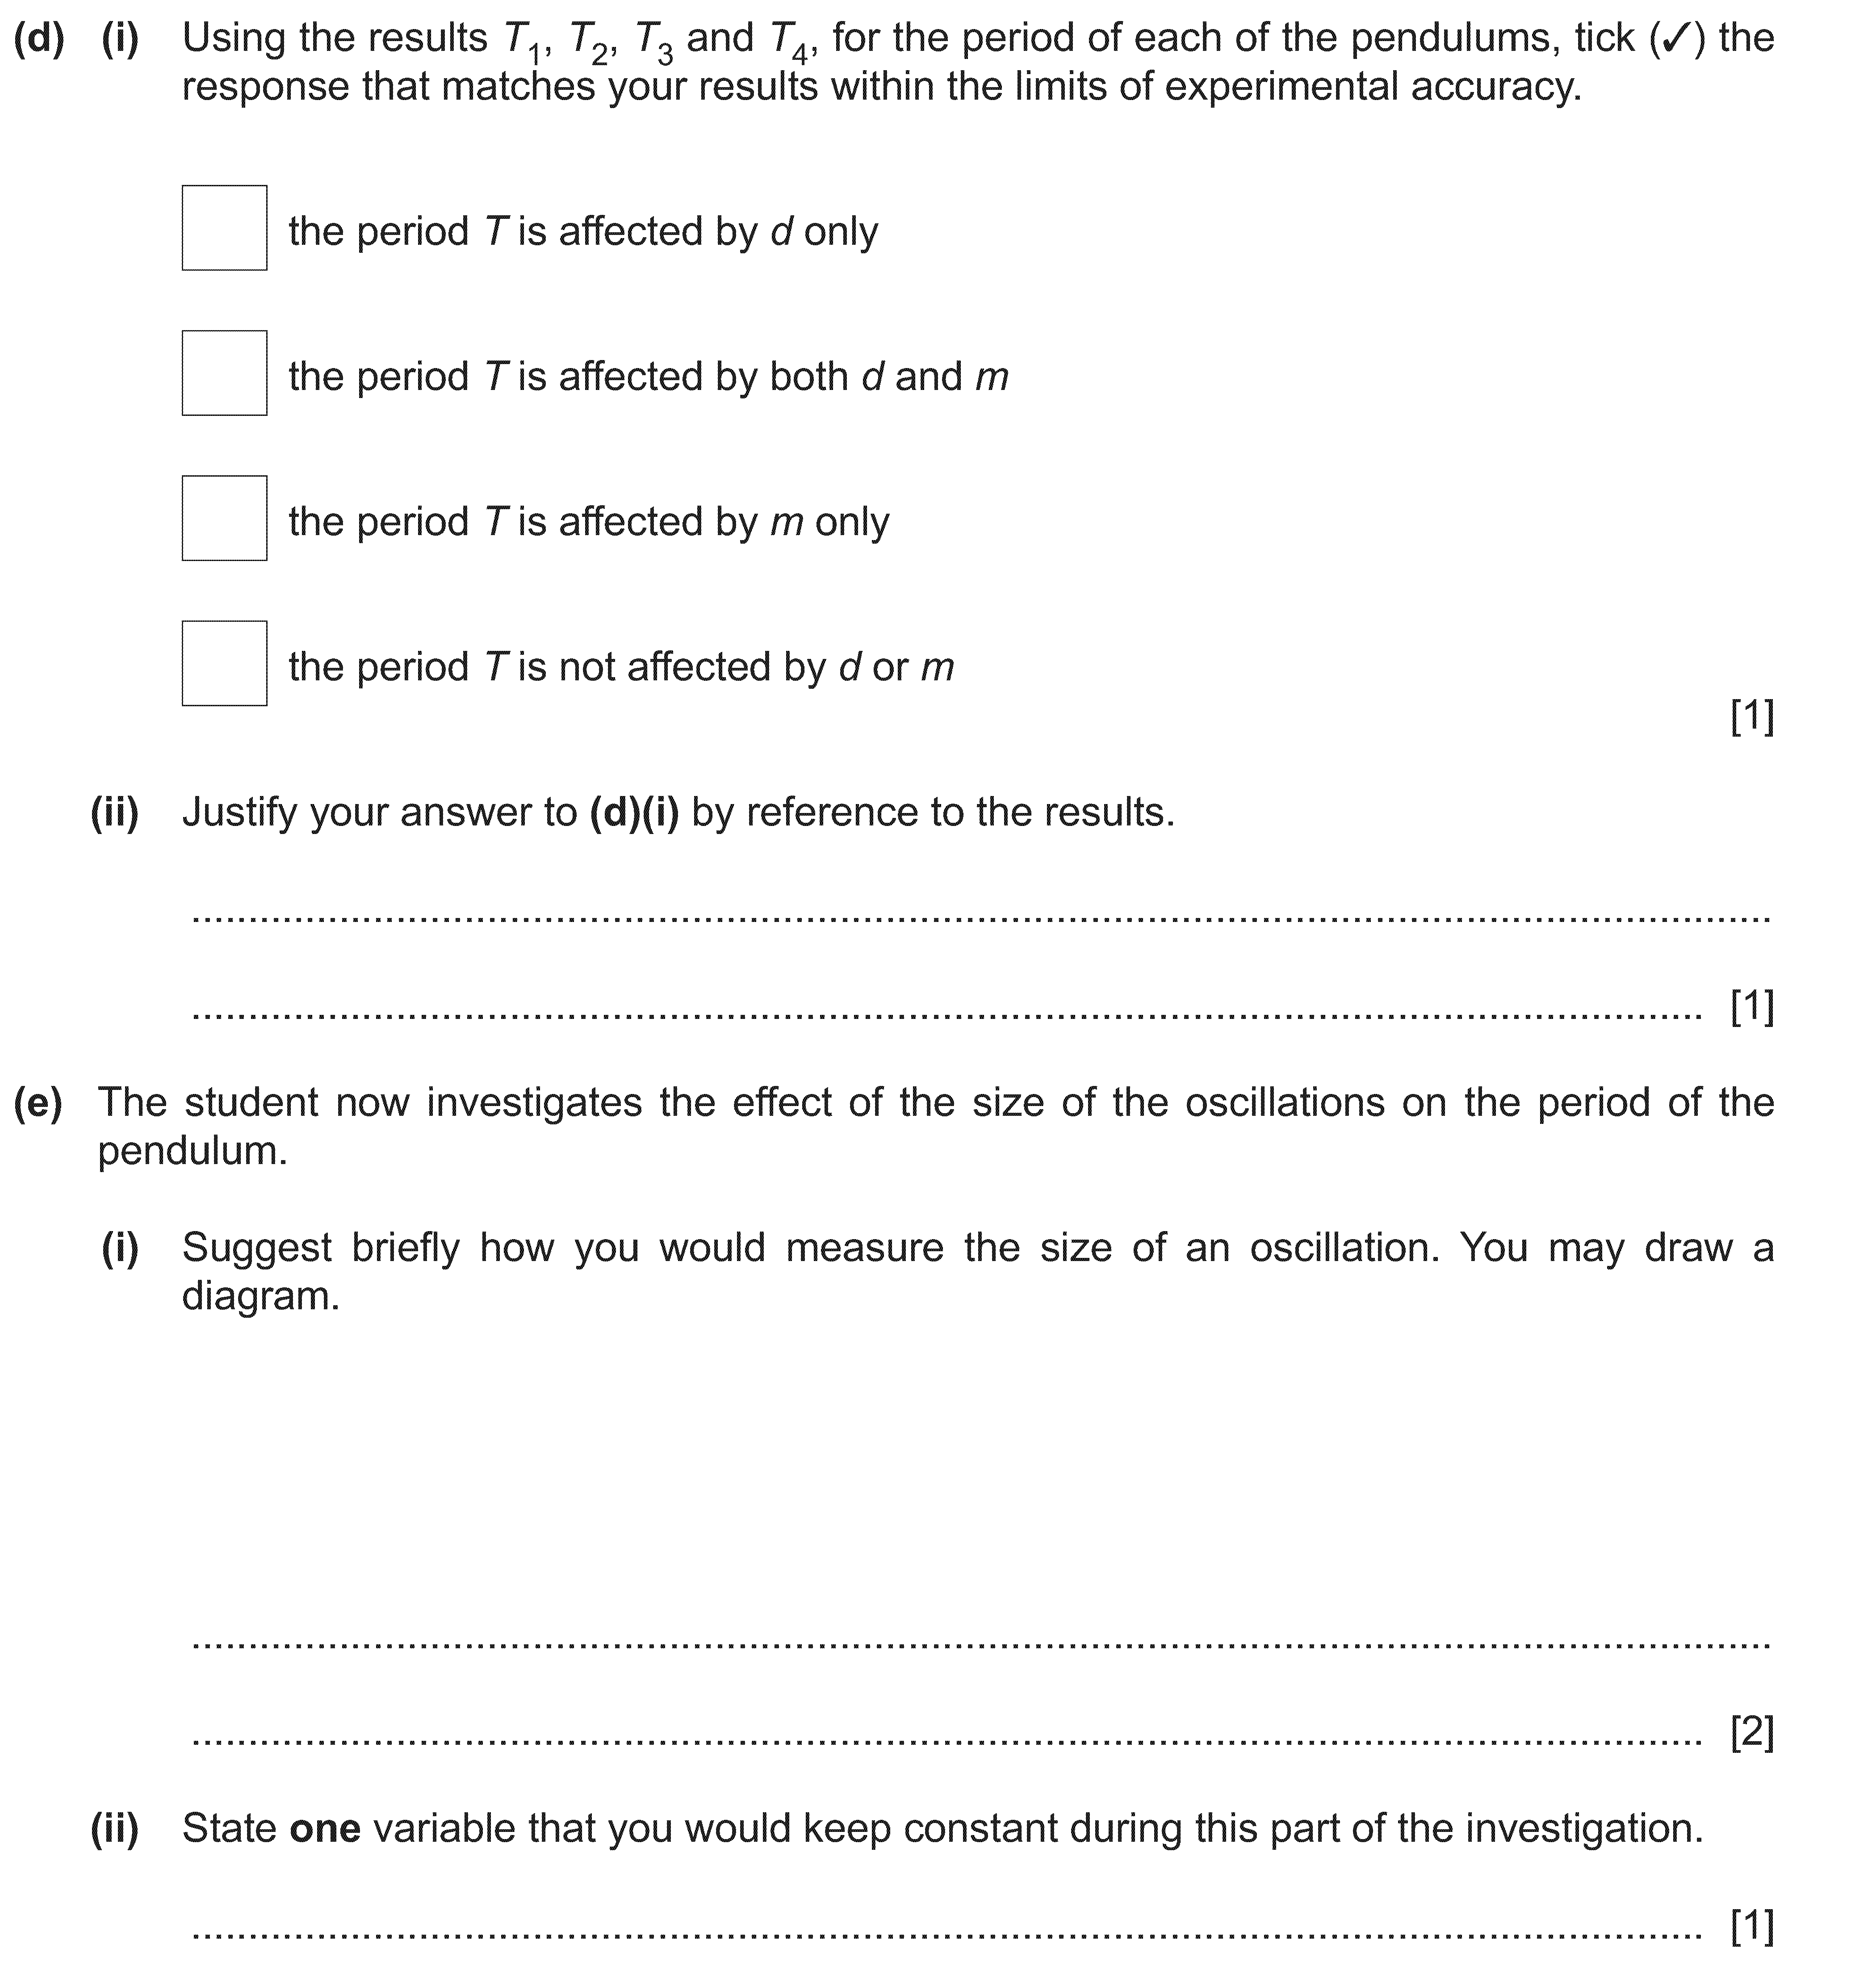 (d) (i) Using the results T1, T2, T3 and T4, for the period of each of the pendulums, tick (✓) the
response that matches your results within the limits of experimental accuracy.
the period T is affected by d only
the period T is affected by both d and m
the period T is affected by m only
the period T is not affected by d or m
[1]
(ii) Justify your answer to (d)(i) by reference to the results.
..........................................................................................................................................
.................................................................................................................................... [1]
(e) The student now investigates the effect of the size of the oscillations on the period of the
pendulum.
(i) Suggest briefly how you would measure the size of an oscillation. You may draw a
diagram.
..........................................................................................................................................
.................................................................................................................................... [2]
(ii) State one variable that you would keep constant during this part of the investigation.
.................................................................................................................................... [1]